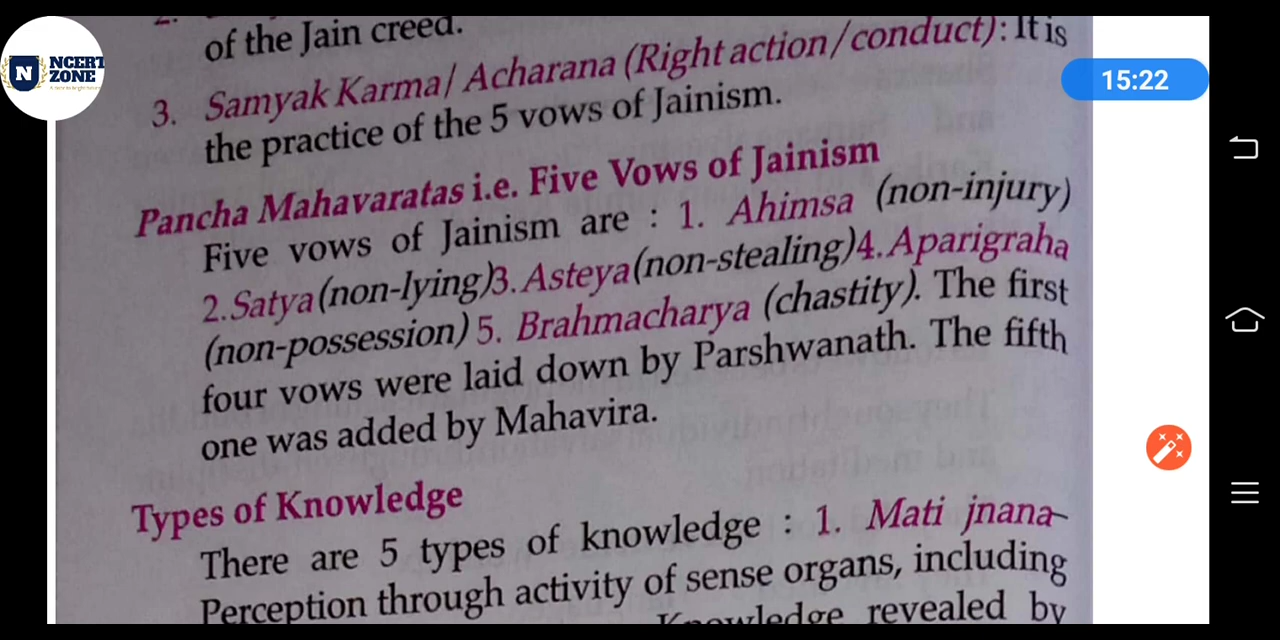 NCERT
ZONE
15:22
of the Jain creed.
3. Samyak Karma/ Acharana (Right action/conduct): It is
the practice of the 5 vows of Jainism.
Pancha Mahavaratas i.e. Five Vows of Jainism
Five vows of Jainism are : 1. Ahimsa (non-injury)
2.Satya(non-lying)3.Asteya(non-stealing)4.Aparigraha
(non-possession) 5. Brahmacharya (chastity). The first
four vows were laid down by Parshwanath. The fifth
one was added by Mahavira.
Types of Knowledge
There are 5 types of knowledge : 1. Mati jnana–
Perception through activity of sense organs, including
Knowledge revealed by